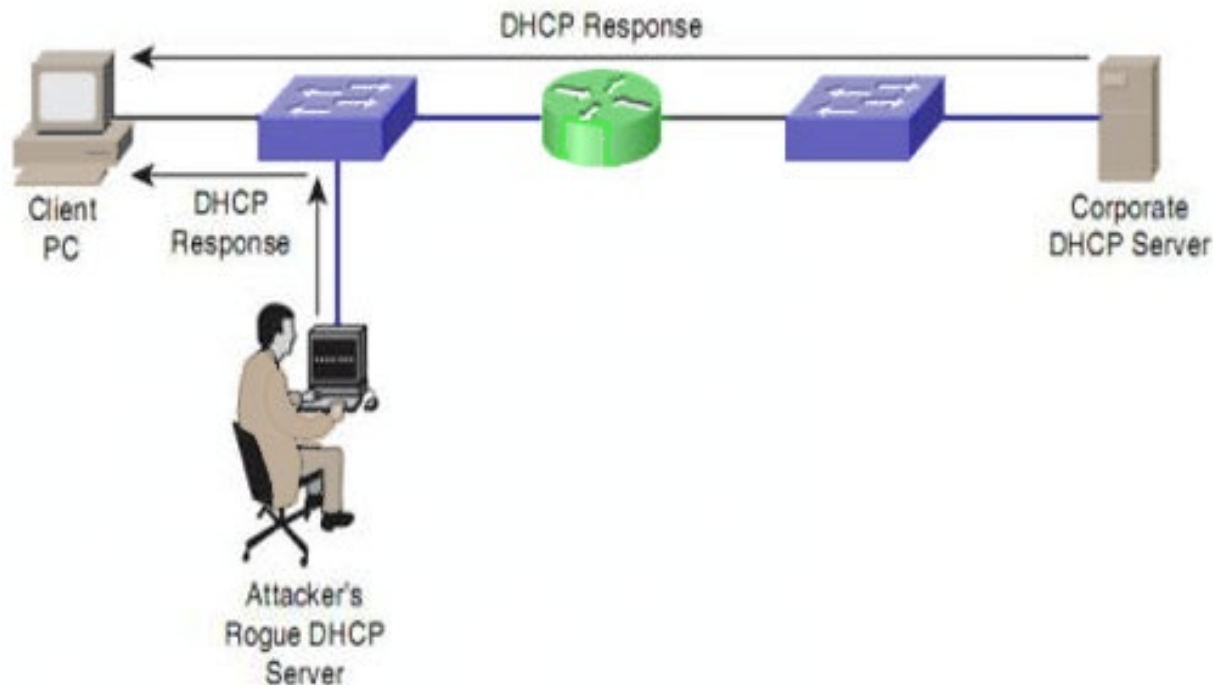 DHCP Response
Client
PC
DHCP
Response
Corporate
DHCP Server
Attacker's
Rogue DHCP
Server